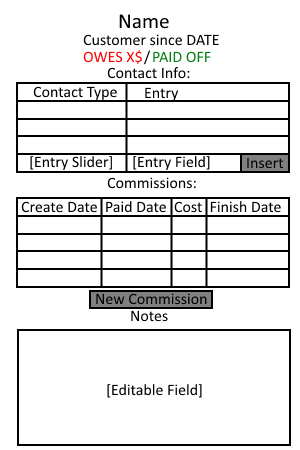 Name
Customer since DATE
OWES X$/PAID OFF
Contact Info:
Contact Type Entry
[Entry Slider] [Entry Field] Insert
Commissions:
Create Date Paid Date Cost Finish Date
New Commission
Notes
[Editable Field]